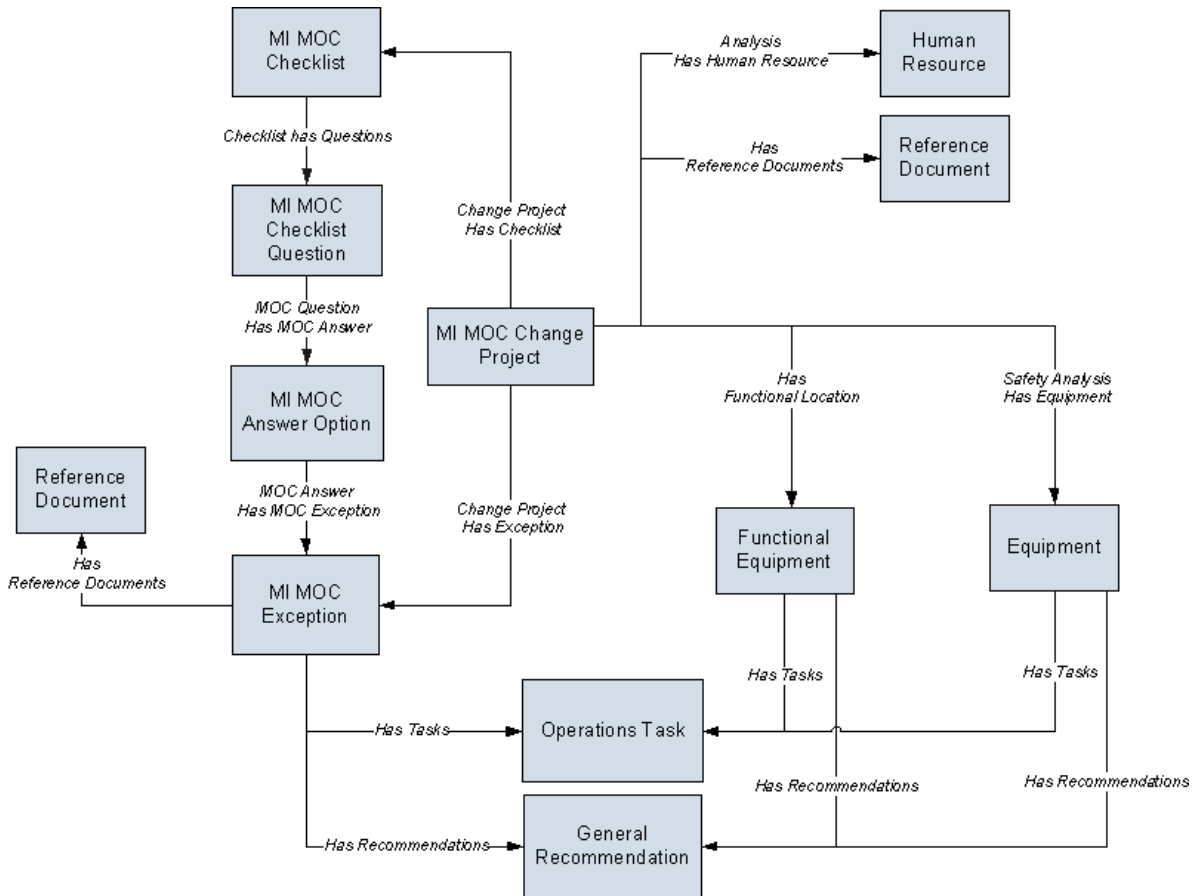 MI MOC
Checklist
Analysis
Has Human Resource
Human
Resource
Checklist has Questions
Has
Reference Documents
Reference
Document
MI MOC
Checklist
Question
Change Project
Has Checklist
MOC Question
Has MOC Answer
MI MOC Change
Project
MI MOC
Answer Option
Has
Functional Location
Safety Analysis
Has Equipment
Reference
Document
MOC Answer
Has MOC Exception
Change Project
Has Exception
Functional
Equipment
Equipment
Has
Reference Documents
MI MOC
Exception
Has Tasks
Has Tasks
Has Tasks
Operations Task
Has Recommendations
Has Recommendations
Has Recommendations
General
Recommendation